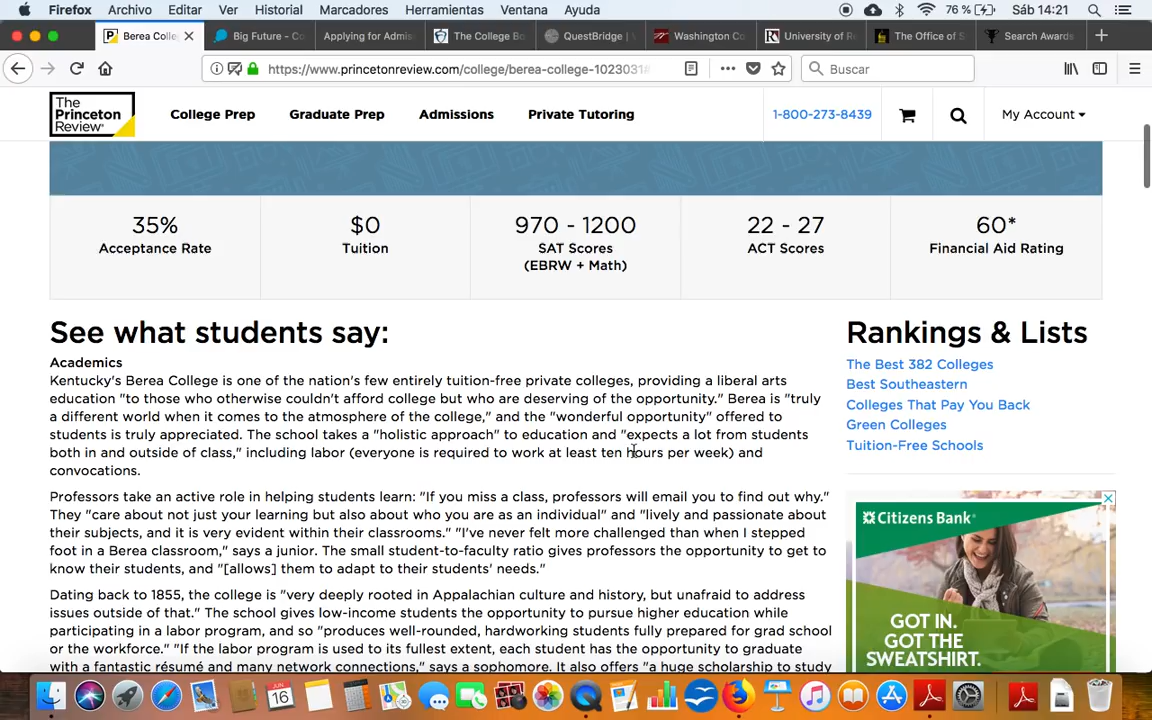 Firefox Archivo Editar Ver Historial Marcadores Herramientas Ventana Ayuda 76 % Sáb 14:21
Berea Colle Big Future - Co Applying for Admis The College Bo QuestBridge | Washington Co University of R The Office of S Search Awards
https://www.princetonreview.com/college/berea-college-1023031# Buscar
The Princeton Review College Prep Graduate Prep Admissions Private Tutoring 1-800-273-8439 My Account
35% $0 970 - 1200 22 - 27 60*
Acceptance Rate Tuition SAT Scores ACT Scores Financial Aid Rating
(EBRW + Math)
See what students say:
Academics
Kentucky's Berea College is one of the nation's few entirely tuition-free private colleges, providing a liberal arts
education "to those who otherwise couldn't afford college but who are deserving of the opportunity." Berea is "truly
a different world when it comes to the atmosphere of the college," and the "wonderful opportunity" offered to
students is truly appreciated. The school takes a "holistic approach" to education and "expects a lot from students
both in and outside of class," including labor (everyone is required to work at least ten hours per week) and
convocations.
Professors take an active role in helping students learn: "If you miss a class, professors will email you to find out why."
They "care about not just your learning but also about who you are as an individual" and "lively and passionate about
their subjects, and it is very evident within their classrooms." "I've never felt more challenged than when I stepped
foot in a Berea classroom," says a junior. The small student-to-faculty ratio gives professors the opportunity to get to
know their students, and "[allows] them to adapt to their students' needs."
Dating back to 1855, the college is "very deeply rooted in Appalachian culture and history, but unafraid to address
issues outside of that." The school gives low-income students the opportunity to pursue higher education while
participating in a labor program, and so "produces well-rounded, hardworking students fully prepared for grad school
or the workforce." "If the labor program is used to its fullest extent, each student has the opportunity to graduate
with a fantastic résumé and many network connections," says a sophomore. It also offers "a huge scholarship to study
Rankings & Lists
The Best 382 Colleges
Best Southeastern
Colleges That Pay You Back
Green Colleges
Tuition-Free Schools
Citizens Bank
GOT IN.
GOT THE
SWEATSHIRT.
JUN
16